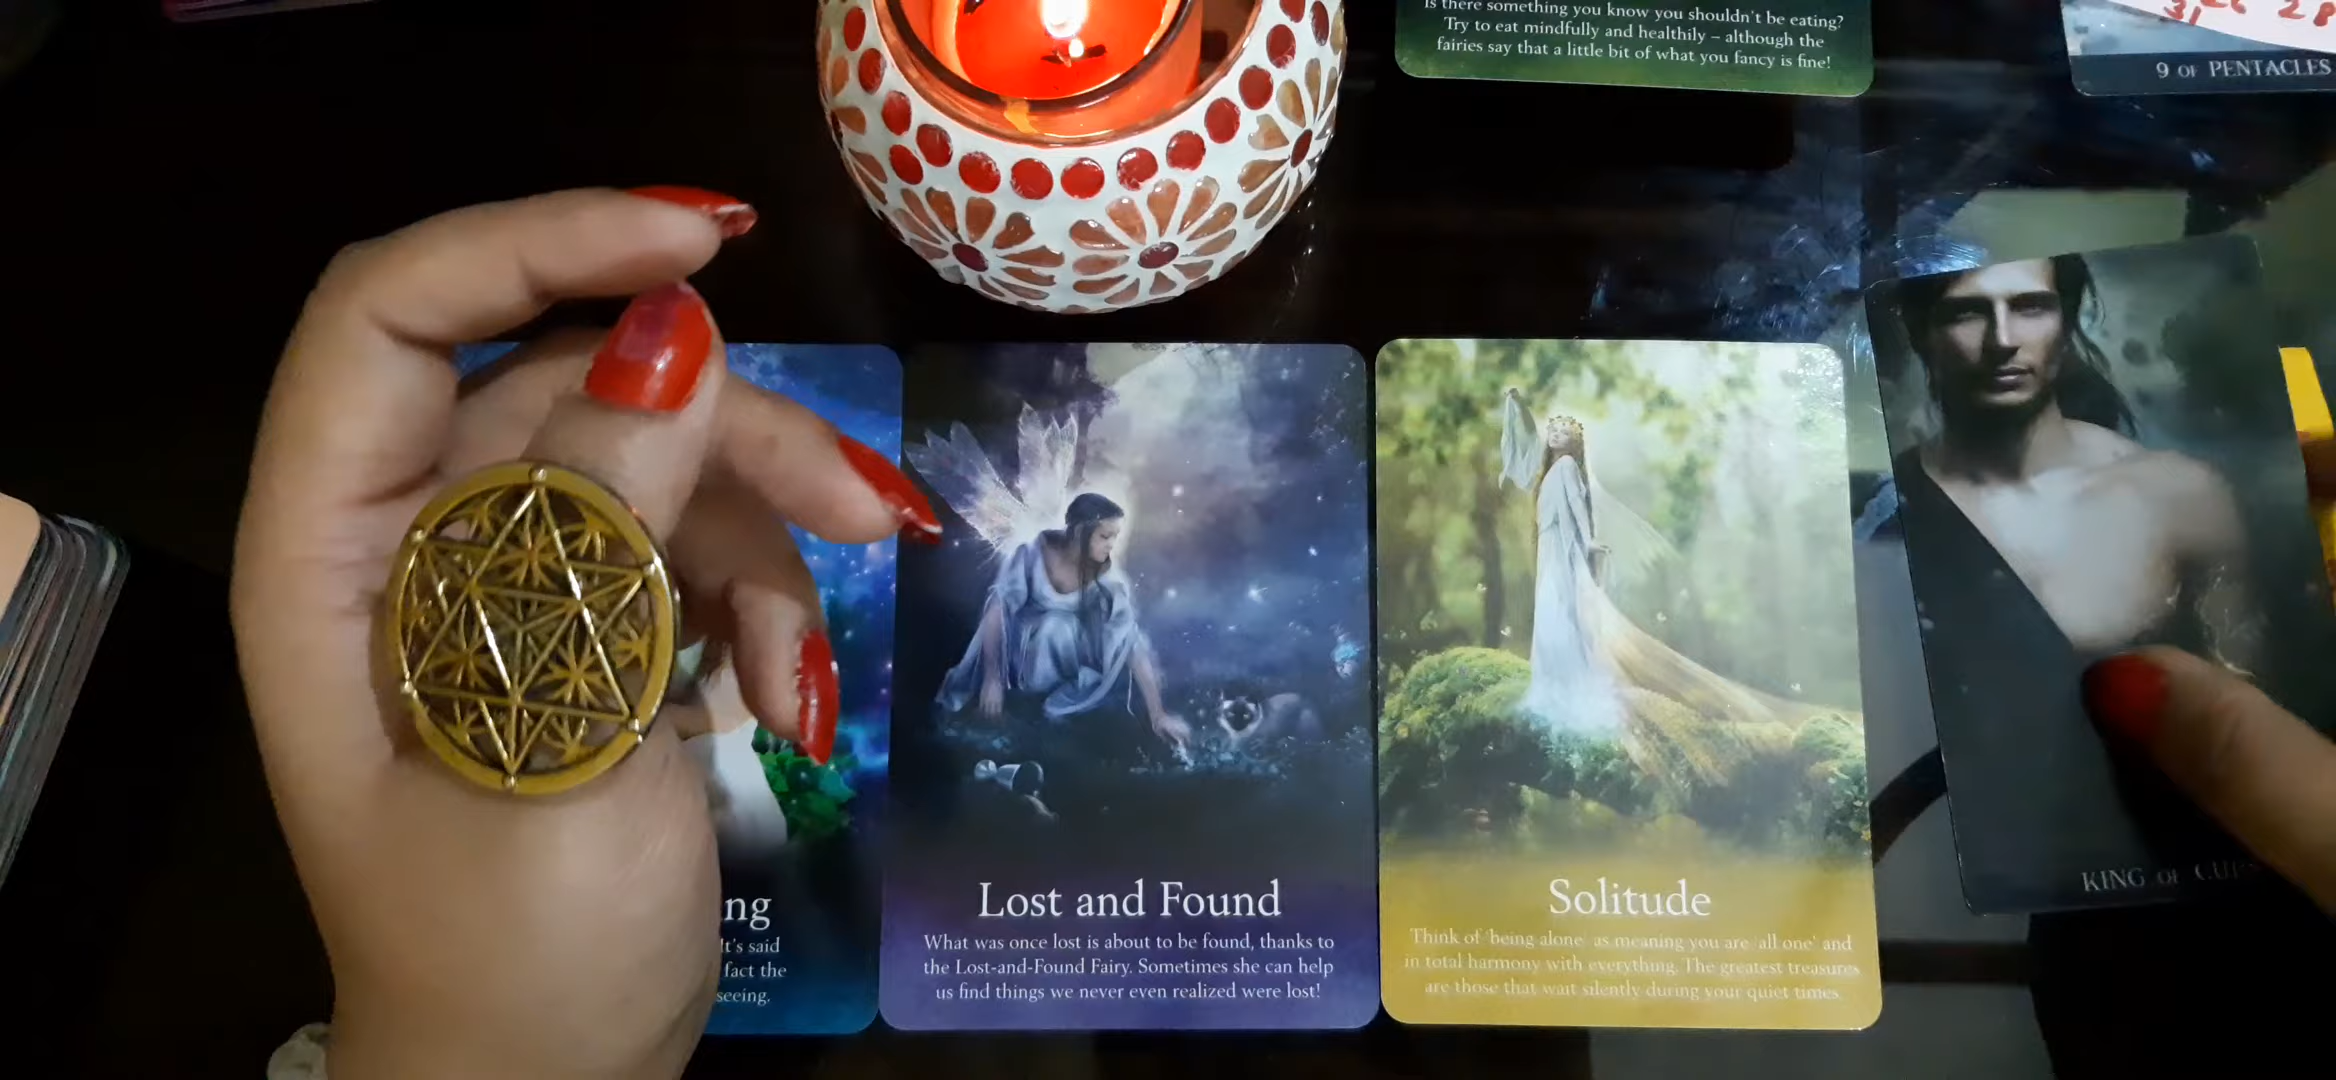 Is there something you know you shouldn't be eating?
Try to eat mindfully and healthily – although the
fairies say that a little bit of what you fancy is fine!
31 26 28
9 OF PENTACLES
ng
It's said
fact the
seeing.
Lost and Found
What was once lost is about to be found, thanks to
the Lost-and-Found Fairy. Sometimes she can help
us find things we never even realized were lost!
Solitude
Think of 'being alone' as meaning you are 'all one' and
in total harmony with everything. The greatest treasures
are those that wait silently during your quiet times.
KING OF CUPS